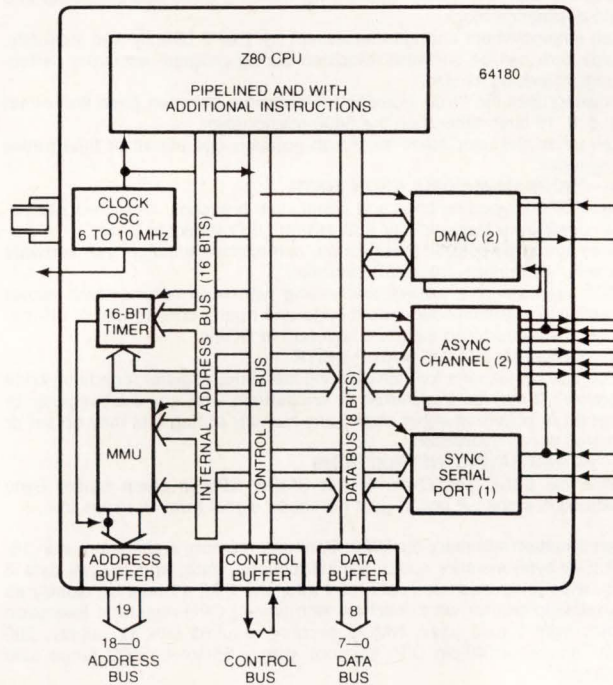 Z80 CPU
64180
PIPELINED AND WITH
ADDITIONAL INSTRUCTIONS
CLOCK
OSC
6 TO 10 MHz
DMAC (2)
16-BIT
TIMER
INTERNAL ADDRESS BUS (16 BITS)
CONTROL BUS
DATA BUS (8 BITS)
ASYNC
CHANNEL (2)
MMU
SYNC
SERIAL
PORT (1)
ADDRESS
BUFFER
CONTROL
BUFFER
DATA
BUFFER
19
8
18—0
ADDRESS
BUS
CONTROL
BUS
7—0
DATA
BUS